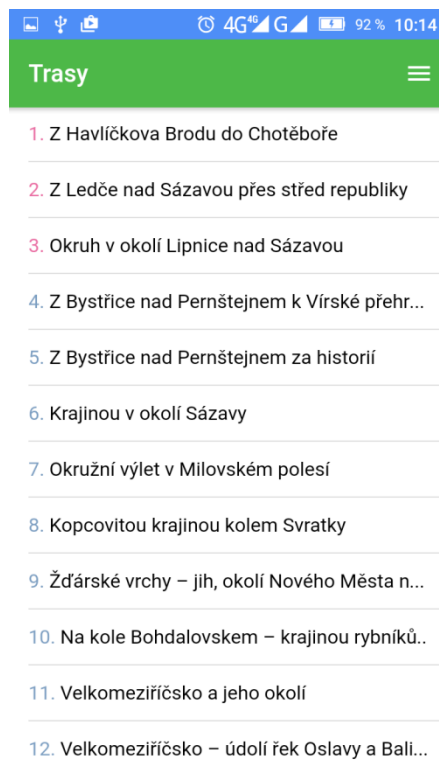 4G 4G G 92 % 10:14
Trasy
1. Z Havlíčkova Brodu do Chotěboře
2. Z Ledče nad Sázavou přes střed republiky
3. Okruh v okolí Lipnice nad Sázavou
4. Z Bystřice nad Pernštejnem k Vírské přehr...
5. Z Bystřice nad Pernštejnem za historií
6. Krajinou v okolí Sázavy
7. Okružní výlet v Milovském polesí
8. Kopcovitou krajinou kolem Svratky
9. Žďárské vrchy – jih, okolí Nového Města n...
10. Na kole Bohdalovskem – krajinou rybníků..
11. Velkomeziříčsko a jeho okolí
12. Velkomeziříčsko – údolí řek Oslavy a Bali...